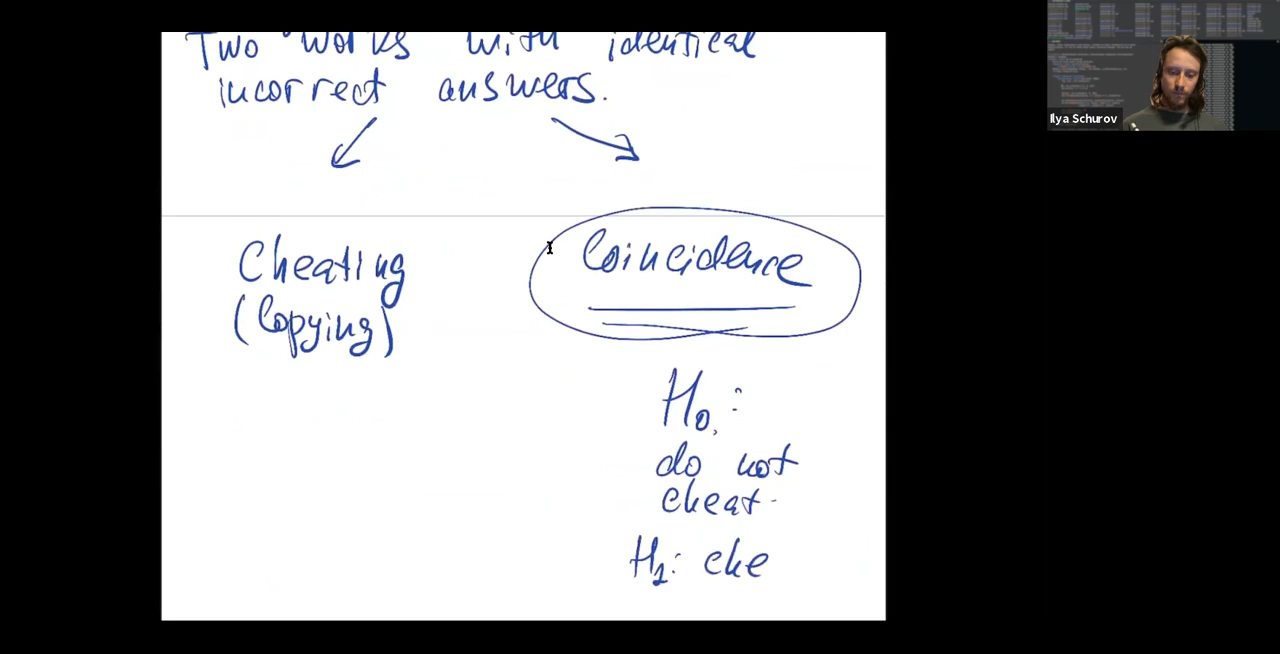 Two works with identical
incorrect answers.
Cheating
(Copying)
Coincidence
H0:
do not
cheat.
H1: che
Ilya Schurov